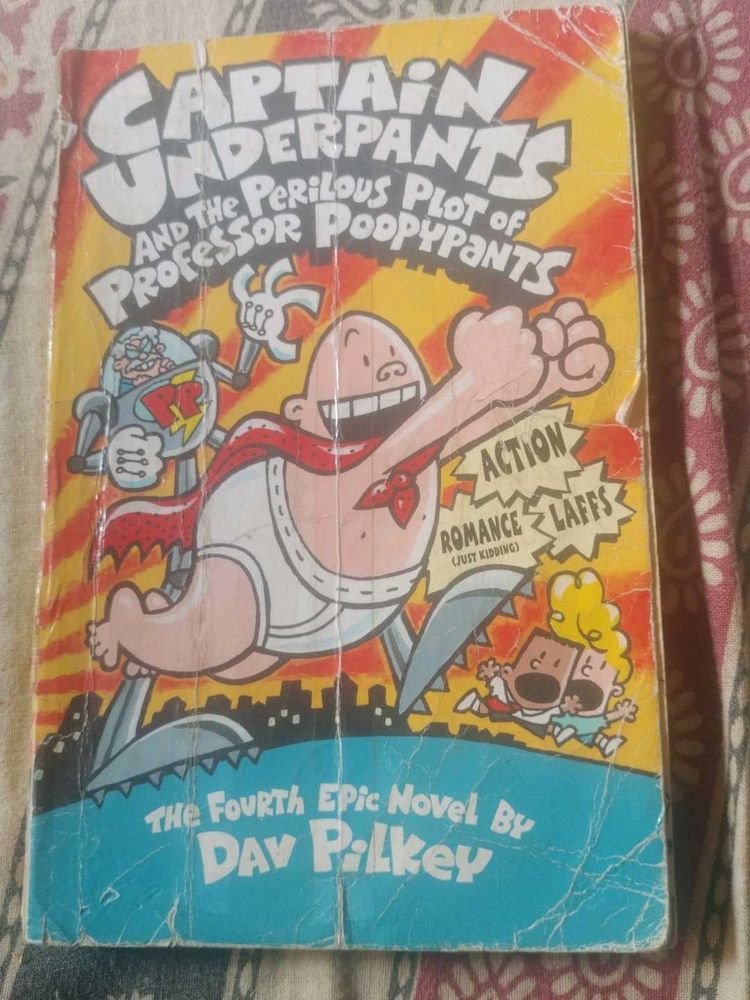 CAPTAIN
UNDERPANTS
AND THE PERILOUS PLOT OF
PROFESSOR POOPYPANTS
PP
ACTION
ROMANCE
(JUST KIDDING)
LAFFS
THE FOURTH EPIC NOVEL BY
DAV PILKEY